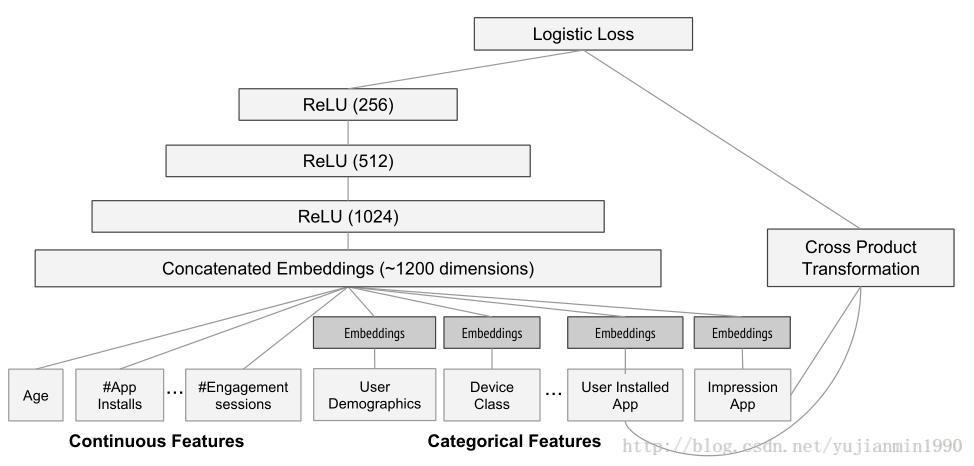 Logistic Loss
ReLU (256)
ReLU (512)
ReLU (1024)
Concatenated Embeddings (~1200 dimensions)
Cross Product
Transformation
Embeddings
Embeddings
Embeddings
Embeddings
Age
#App
Installs
...
#Engagement
sessions
User
Demographics
Device
Class
...
User Installed
App
Impression
App
Continuous Features
Categorical Features
http://blog.csdn.net/yujianmin1990